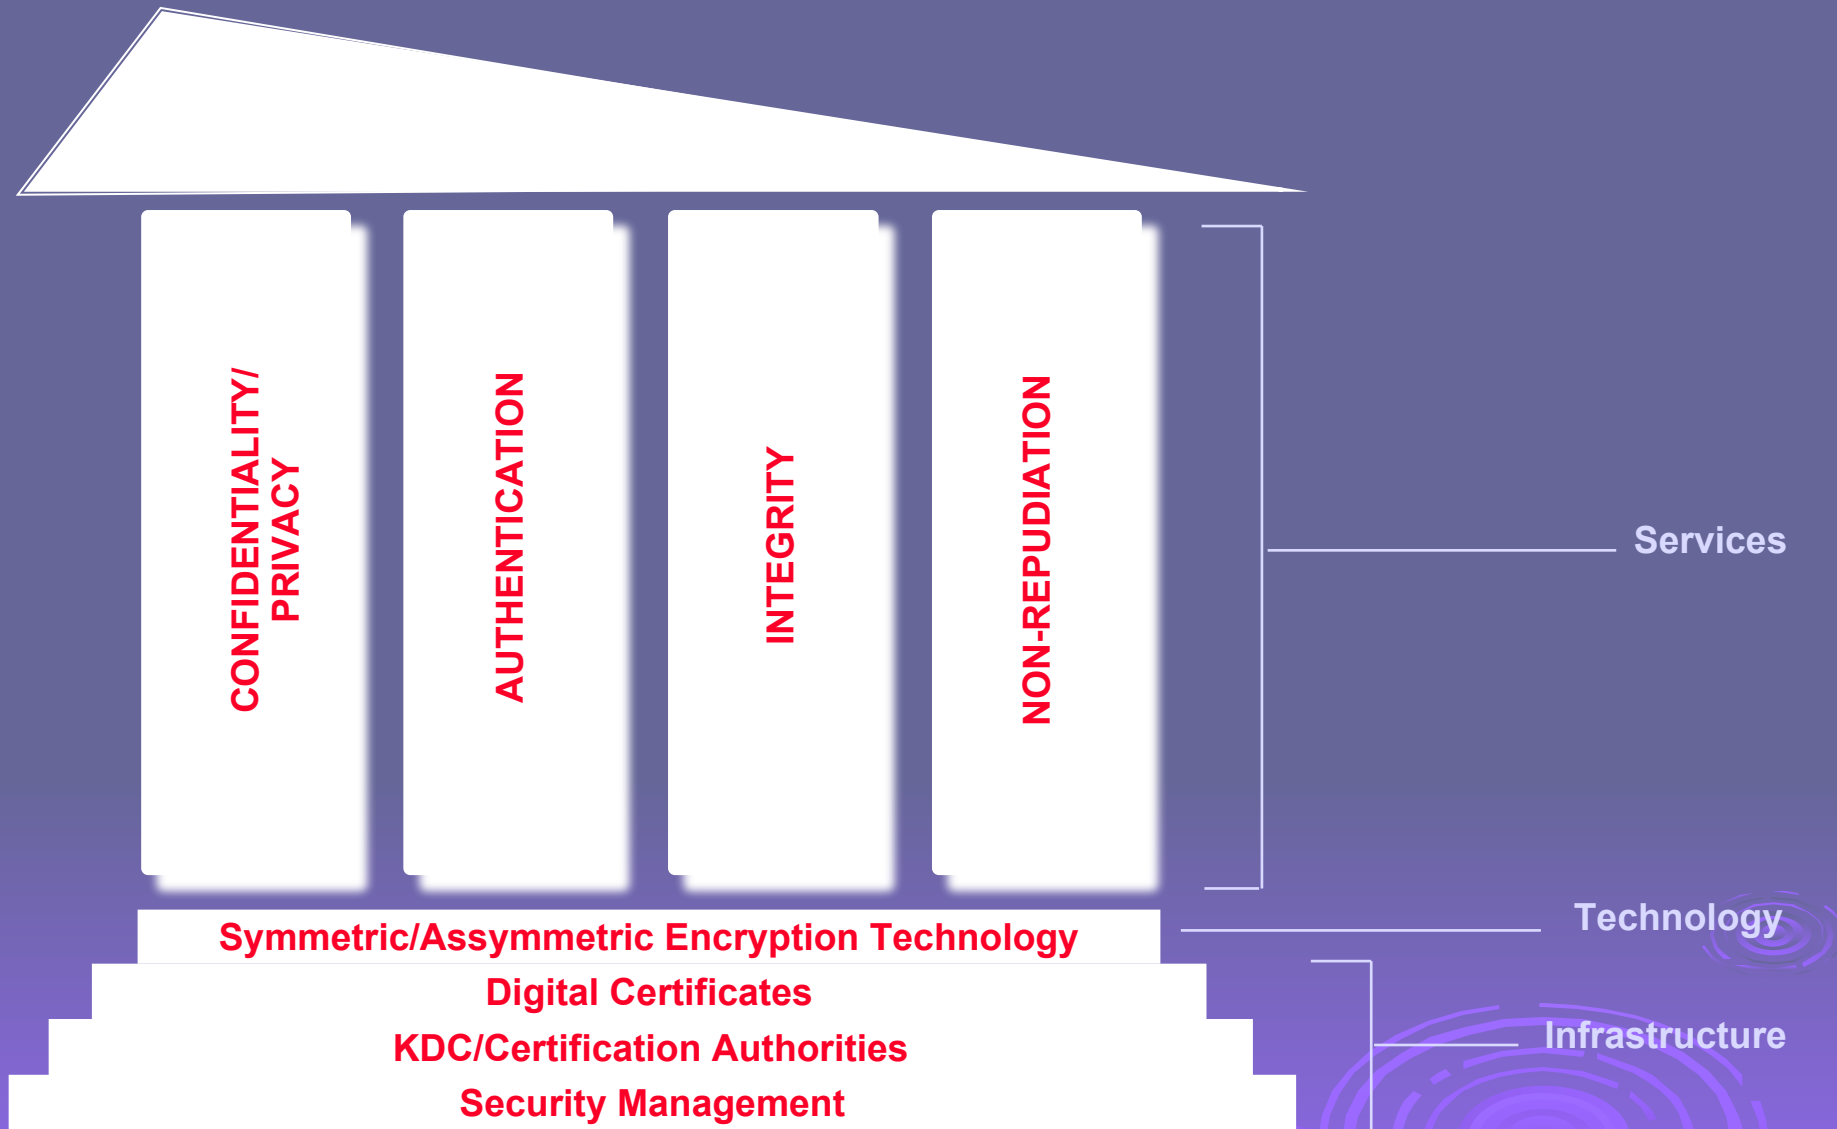 CONFIDENTIALITY/
PRIVACY
AUTHENTICATION
INTEGRITY
NON-REPUDIATION
Services
Symmetric/Assymmetric Encryption Technology
Technology
Digital Certificates
KDC/Certification Authorities
Infrastructure
Security Management